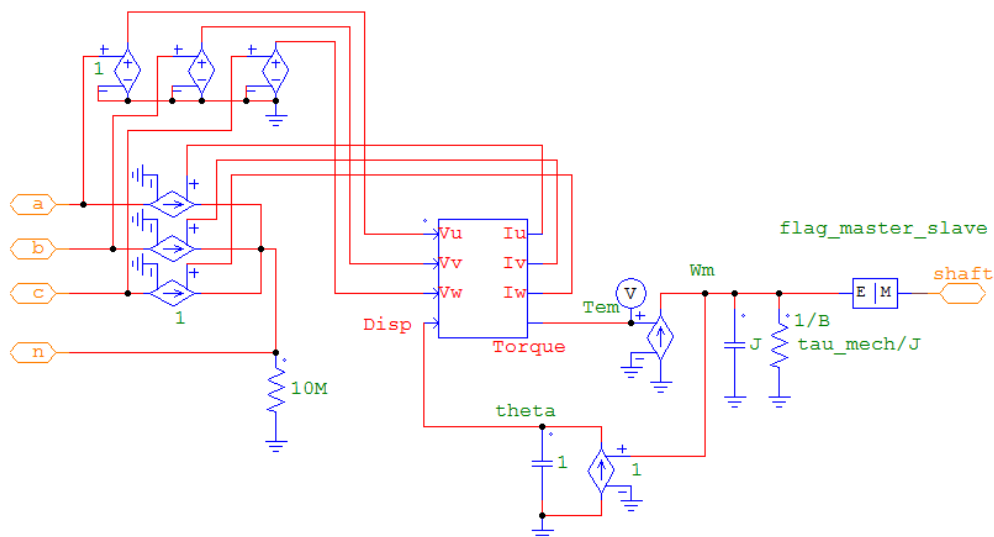 1
a
b
c
n
1
10M
Vu
Vv
Vw
Disp
Iu
Iv
Iw
Torque
Tem
V
Wm
flag_master_slave
E M
shaft
J
1/B
tau_mech/J
theta
1
1